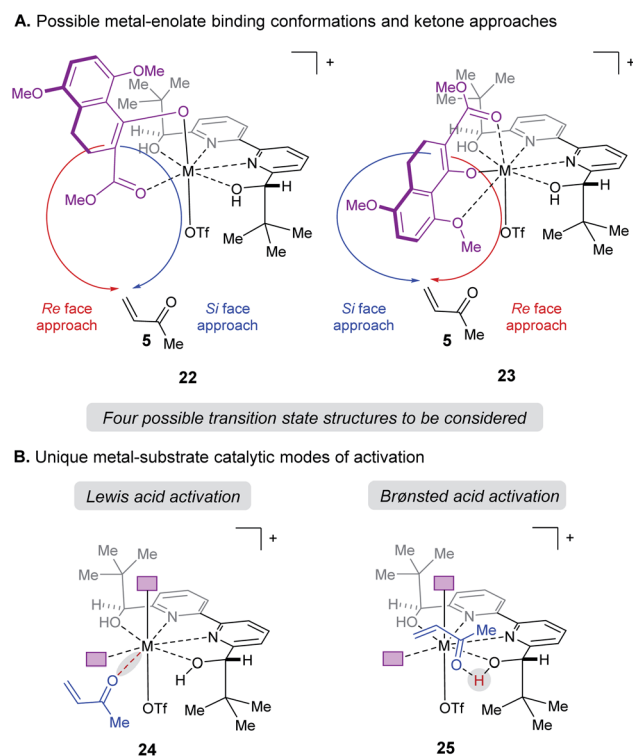 A. Possible metal-enolate binding conformations and ketone approaches
+
+
MeO
OMe
Me
Me
Me
O
H
HO
N
N
M
MeO
O
O
H
H
OTf
Me
Me
Me
MeO
O
Me
Me
Me
H
HO
N
N
O
M
MeO
O
Me
O
H
H
OTf
Me
Me
Me
Re face
approach
O
Me
5
Si face
approach
Si face
approach
O
Me
5
Re face
approach
22
23
Four possible transition state structures to be considered
B. Unique metal-substrate catalytic modes of activation
Lewis acid activation
Brønsted acid activation
+
+
Me
Me
Me
H
HO
N
N
M
O
H
H
O
Me
OTf
Me
Me
Me
Me
Me
Me
H
HO
N
N
Me
M
O
O
H
H
OTf
Me
Me
Me
24
25